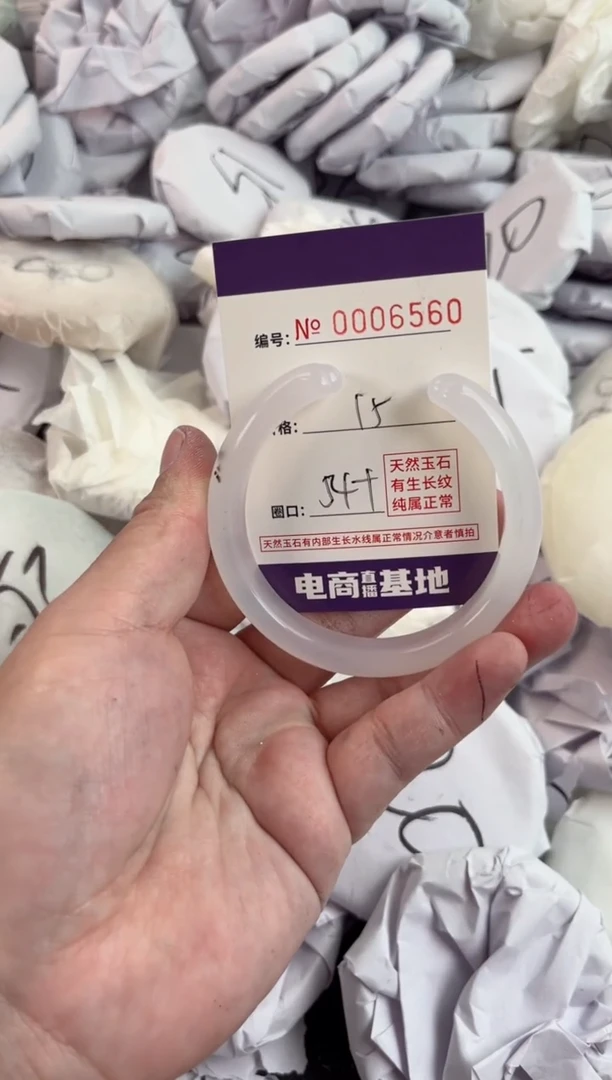 编号: № 0006560
格: 15
圈口: 54+
天然玉石
有生长纹
纯属正常
天然玉石有内部生长水线属正常情况介意者慎拍
电商直播基地